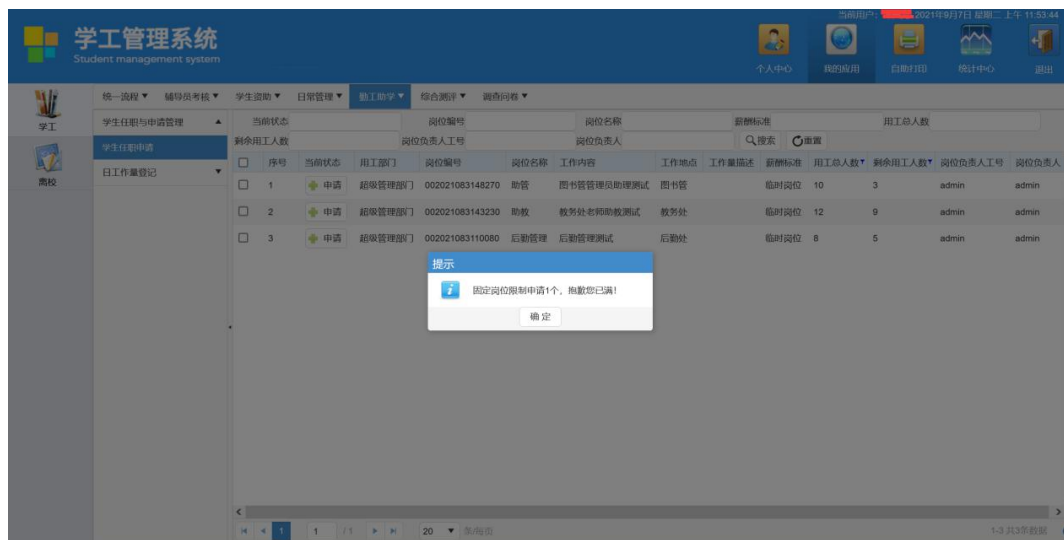 当前用户: 2021年9月7日 星期二 上午 11:53:44
学工管理系统
Student management system
个人中心 我的应用 自助打印 统计中心 退出
学工
离校
统一流程 辅导员考核 学生资助 日常管理 勤工助学 综合测评 调查问卷
学生任职与申请管理
学生任职申请
日工作量登记
当前状态 岗位编号 岗位名称 薪酬标准 用工总人数
剩余用工人数 岗位负责人工号 岗位负责人 搜索 重置
序号 当前状态 用工部门 岗位编号 岗位名称 工作内容 工作地点 工作量描述 薪酬标准 用工总人数 剩余用工人数 岗位负责人工号 岗位负责人
1 申请 超级管理部门 002021083148270 助管 图书管管理员助理测试 图书管 临时岗位 10 3 admin admin
2 申请 超级管理部门 002021083143230 助教 教务处老师助教测试 教务处 临时岗位 12 9 admin admin
3 申请 超级管理部门 002021083110080 后勤管理 后勤管理测试 后勤处 临时岗位 8 5 admin admin
提示
固定岗位限制申请1个，抱歉您已满！
确定
1 1 / 1 20 条/每页 1-3 共3条数据